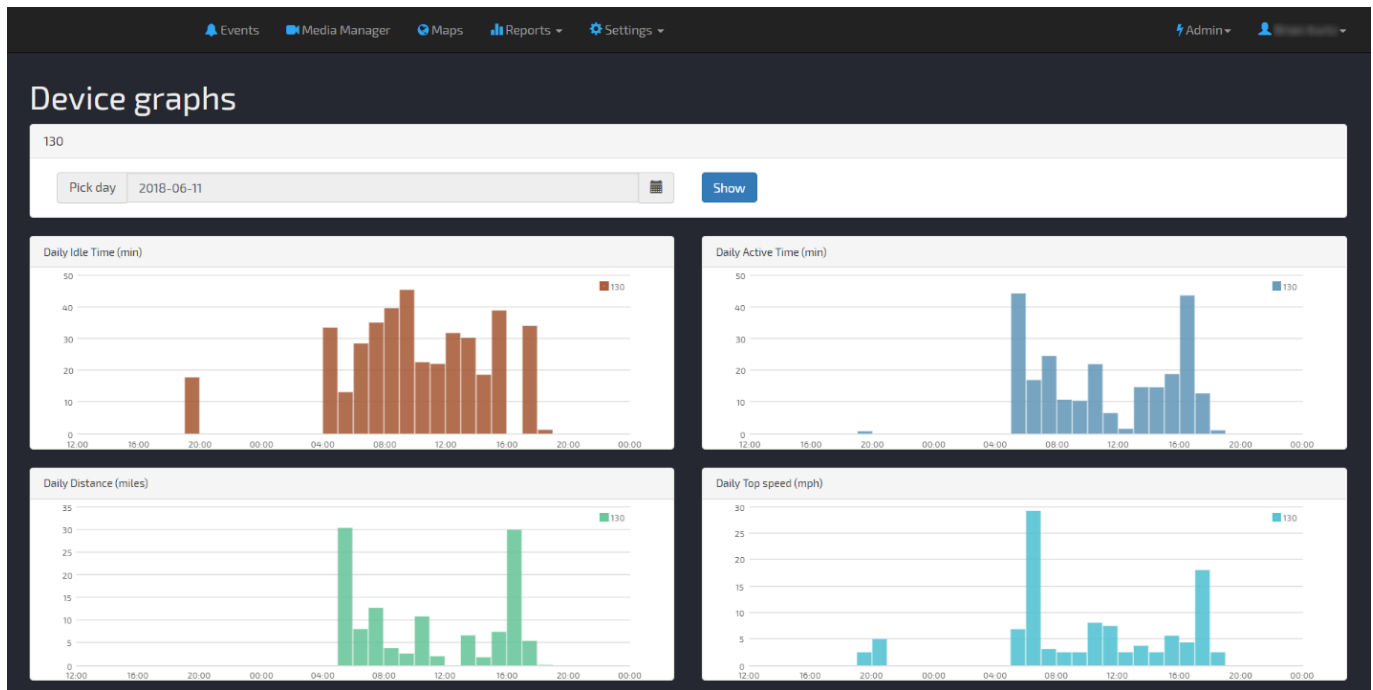 Events Media Manager Maps Reports Settings Admin
Device graphs
130
Pick day 2018-06-11 Show
Daily Idle Time (min)
130
50
40
30
20
10
0
12:00 16:00 20:00 00:00 04:00 08:00 12:00 16:00 20:00 00:00
Daily Active Time (min)
130
50
40
30
20
10
0
12:00 16:00 20:00 00:00 04:00 08:00 12:00 16:00 20:00 00:00
Daily Distance (miles)
130
35
30
25
20
15
10
5
0
12:00 16:00 20:00 00:00 04:00 08:00 12:00 16:00 20:00 00:00
Daily Top speed (mph)
130
30
25
20
15
10
5
0
12:00 16:00 20:00 00:00 04:00 08:00 12:00 16:00 20:00 00:00